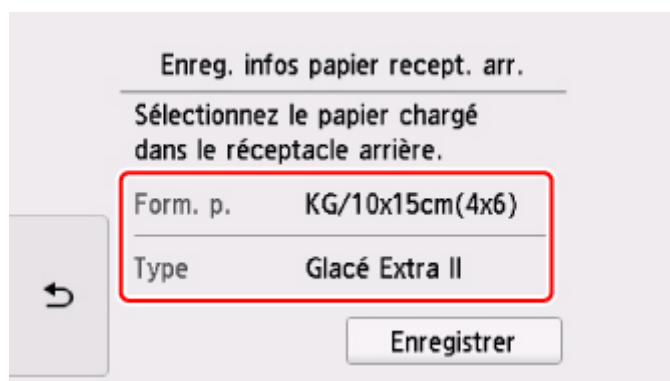 Enreg. infos papier recept. arr.
Sélectionnez le papier chargé
dans le réceptacle arrière.
Form. p. KG/10x15cm(4x6)
Type Glacé Extra II
Enregistrer